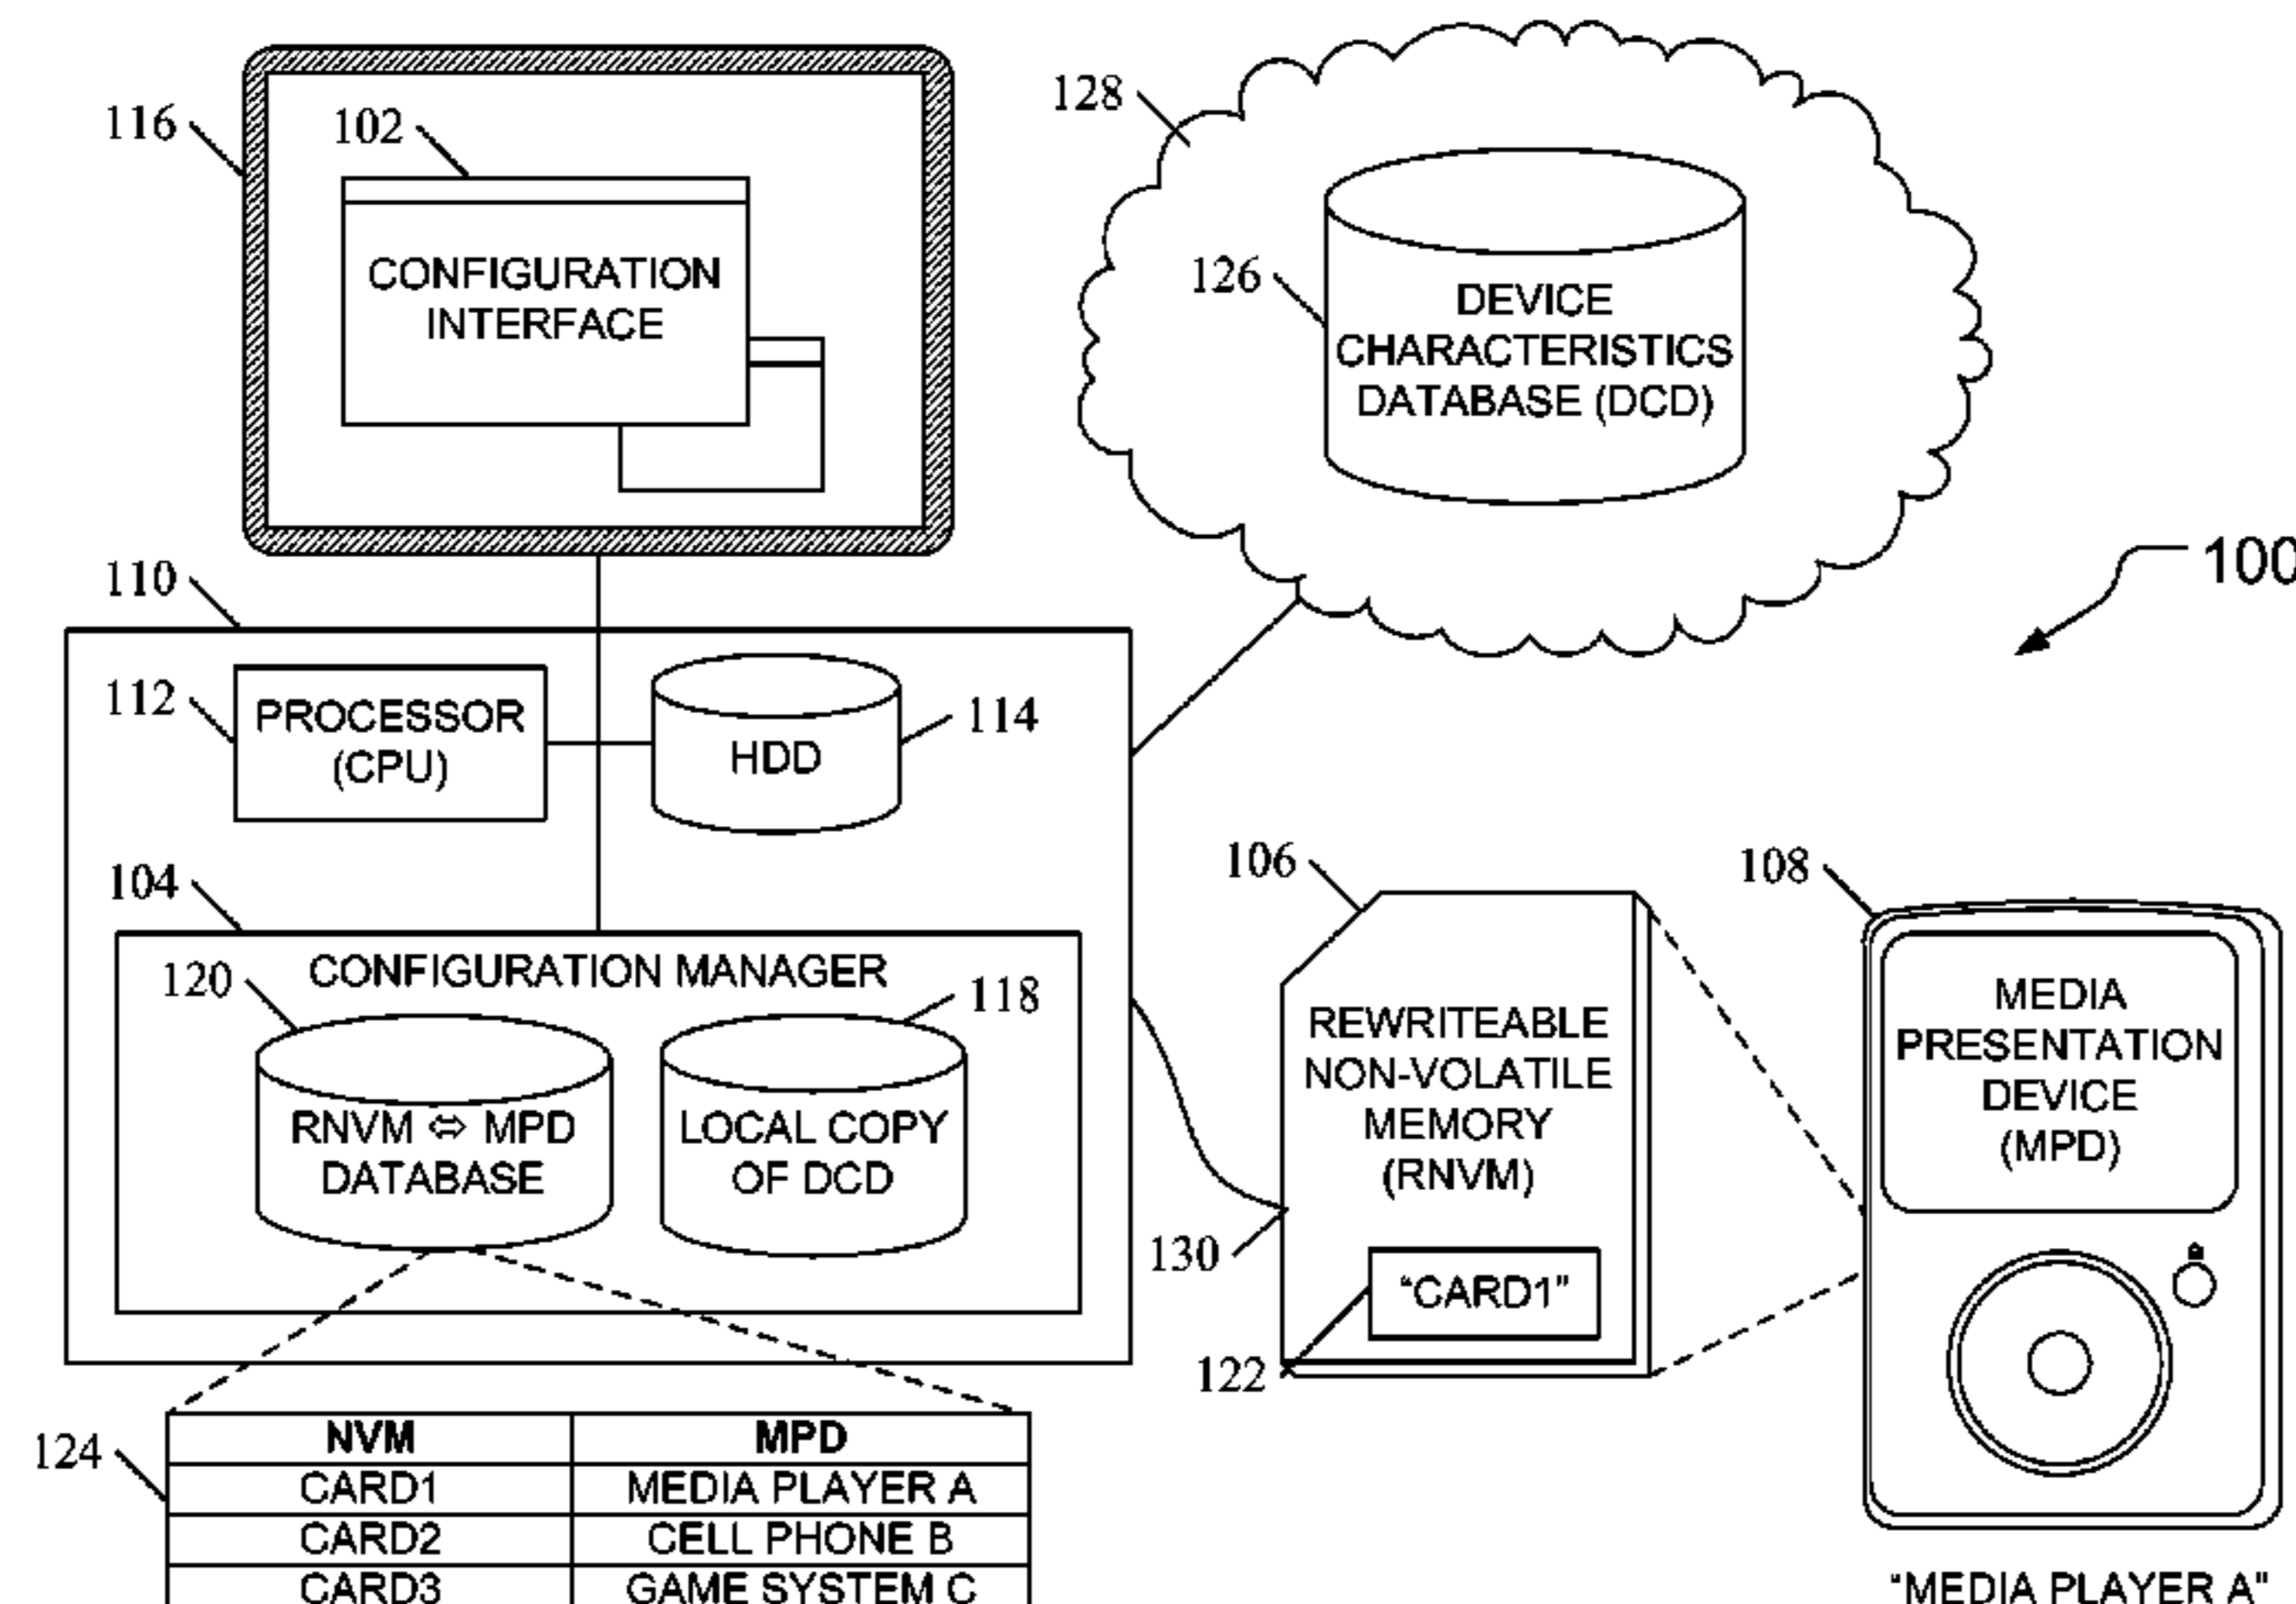 116
102
CONFIGURATION
INTERFACE
128
126
DEVICE
CHARACTERISTICS
DATABASE (DCD)
100
110
112
PROCESSOR
(CPU)
HDD
114
104
CONFIGURATION MANAGER
120
118
RNVM ⇔ MPD
DATABASE
LOCAL COPY
OF DCD
106
REWRITEABLE
NON-VOLATILE
MEMORY
(RNVM)
130
"CARD1"
122
108
MEDIA
PRESENTATION
DEVICE
(MPD)
"MEDIA PLAYER A"
124
NVM MPD
CARD1 MEDIA PLAYER A
CARD2 CELL PHONE B
CARD3 GAME SYSTEM C